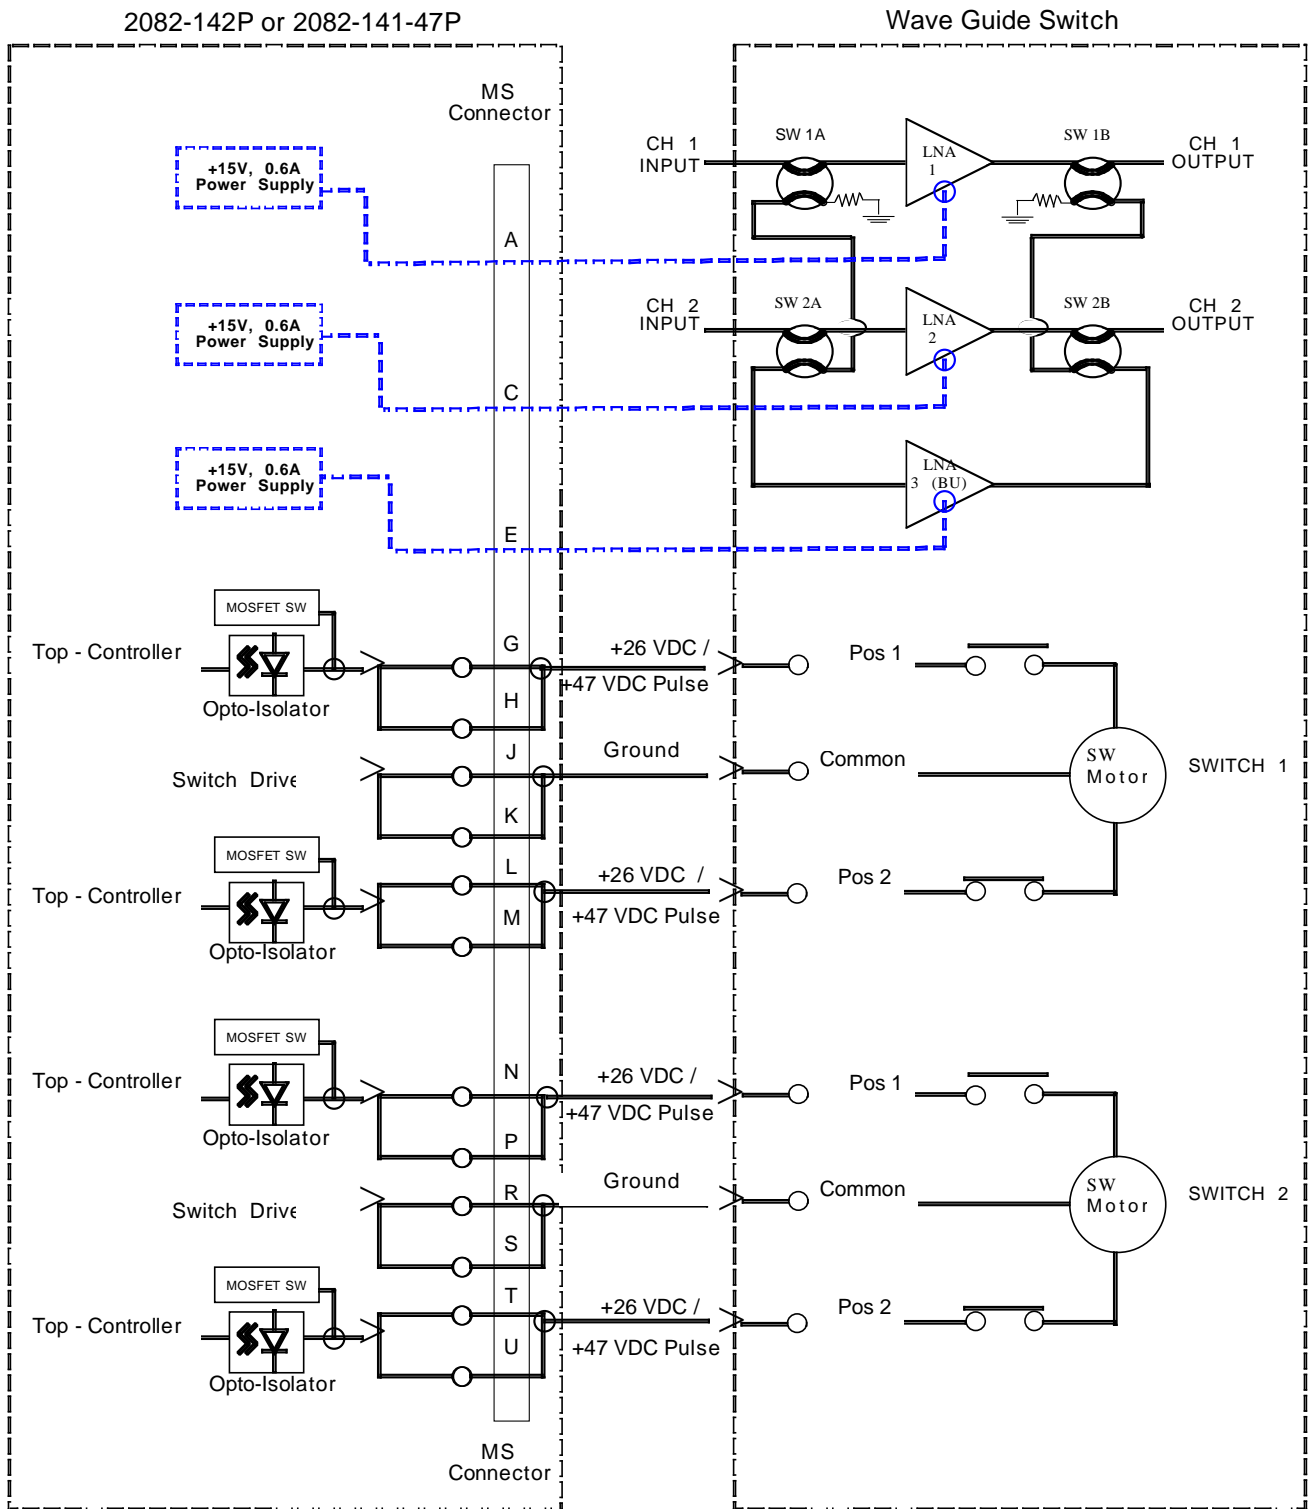 2082-142P or 2082-141-47P
Wave Guide Switch
MS
Connector
+15V, 0.6A
Power Supply
A
CH 1
INPUT
SW 1A
LNA
1
SW 1B
CH 1
OUTPUT
+15V, 0.6A
Power Supply
C
CH 2
INPUT
SW 2A
LNA
2
SW 2B
CH 2
OUTPUT
+15V, 0.6A
Power Supply
E
LNA
3 (BU)
MOSFET SW
Top - Controller
Opto-Isolator
G
H
+26 VDC /
+47 VDC Pulse
Pos 1
Switch Drive
J
K
Ground
Common
SW
Motor
SWITCH 1
MOSFET SW
Top - Controller
Opto-Isolator
L
M
+26 VDC /
+47 VDC Pulse
Pos 2
MOSFET SW
Top - Controller
Opto-Isolator
N
P
+26 VDC /
+47 VDC Pulse
Pos 1
Switch Drive
R
S
Ground
Common
SW
Motor
SWITCH 2
MOSFET SW
Top - Controller
Opto-Isolator
T
U
+26 VDC /
+47 VDC Pulse
Pos 2
MS
Connector